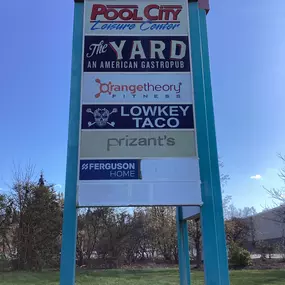 POOL CITY
Leisure Center
The YARD
AN AMERICAN GASTROPUB
Orangetheory
FITNESS
LOWKEY
TACO
PRIZANT'S
FERGUSON
HOME